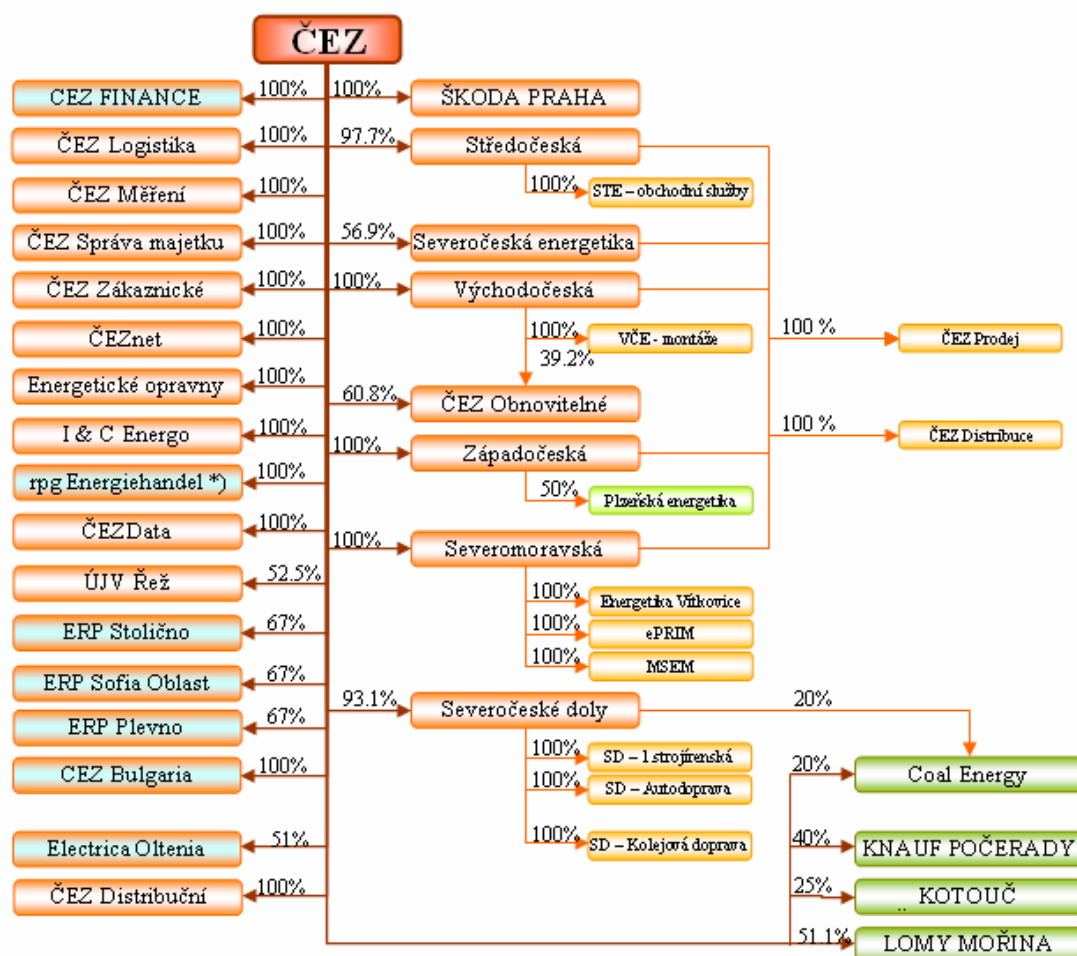 ČEZ
100% 100%
CEZ FINANCE ŠKODA PRAHA
100% 97.7%
ČEZ Logistika Středočeská
100% STE – obchodní služby
ČEZ Měření 100%
ČEZ Správa majetku 100% 56.9% Severočeská energetika
ČEZ Zákaznické 100% 100% Východočeská
100% VČE - montáže
39.2%
100 % ČEZ Prodej
ČEZnet 100%
Energetické opravny 100%
60.8% ČEZ Obnovitelné
I & C Energo 100%
100% Západočeská
100 % ČEZ Distribuce
rpg Energiehandel *) 100%
50% Plzeňská energetika
ČEZData 100%
100% Severomoravská
ÚJV Řež 52.5%
100% Energetika Vítkovice
ERP Stolično 67%
100% ePRIM
100% MSEM
ERP Sofia Oblast 67%
93.1% Severočeské doly 20%
ERP Plevno 67%
100% SD – 1 strojírenská
CEZ Bulgaria 100%
20% Coal Energy
100% SD – Autodoprava
100% SD – Kolejová doprava
Electrica Oltenia 51%
40% KNAUF POČERADY
ČEZ Distribuční 100%
25% KOTOUČ
51.1% LOMY MOŘINA